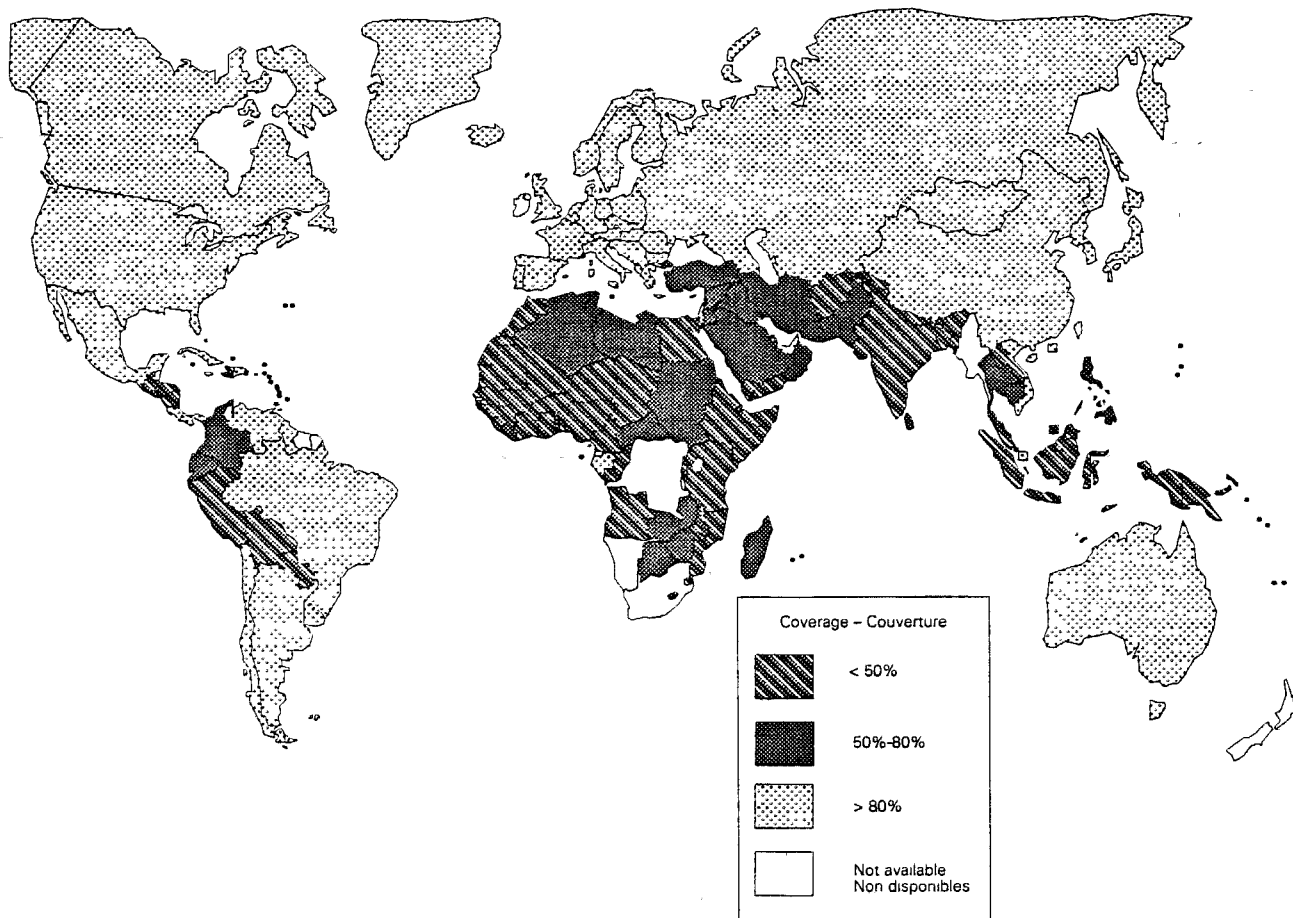 Coverage – Couverture
< 50%
50%-80%
> 80%
Not available
Non disponibles